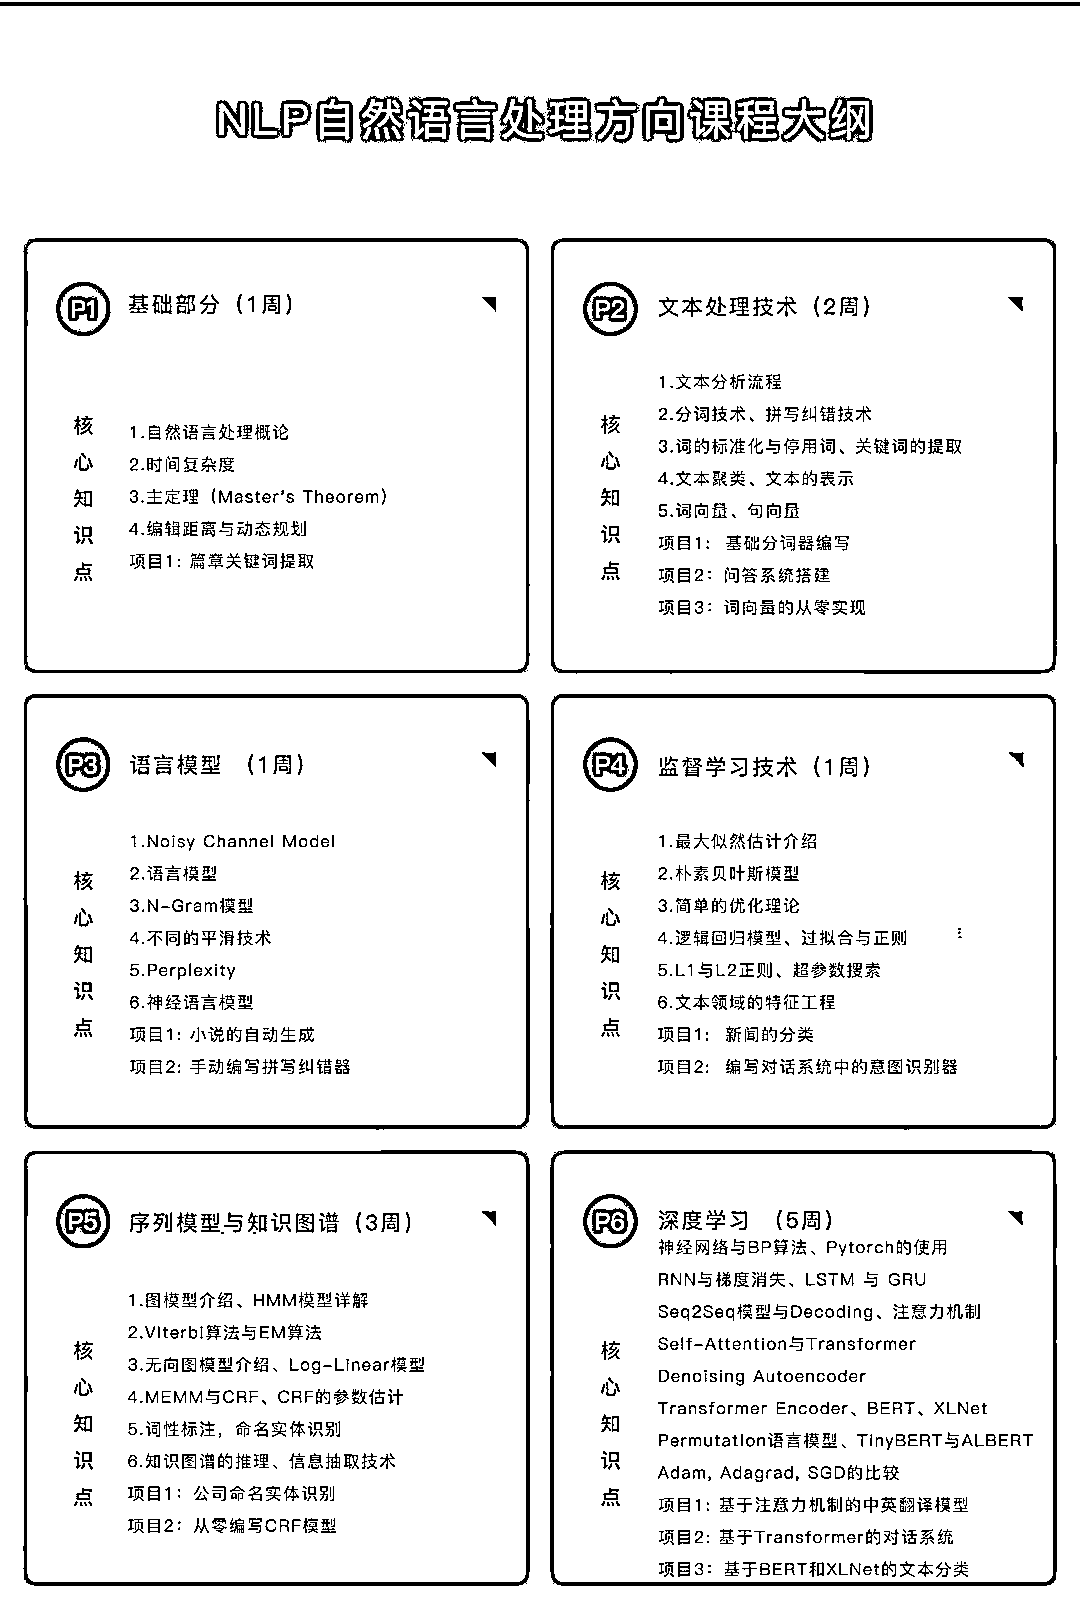 NLP自然语言处理方向课程大纲
P1 基础部分（1周）
核心知识点
1.自然语言处理概论
2.时间复杂度
3.主定理（Master's Theorem）
4.编辑距离与动态规划
项目1: 篇章关键词提取
P2 文本处理技术（2周）
核心知识点
1.文本分析流程
2.分词技术、拼写纠错技术
3.词的标准化与停用词、关键词的提取
4.文本聚类、文本的表示
5.词向量、句向量
项目1: 基础分词器编写
项目2: 问答系统搭建
项目3: 词向量的从零实现
P3 语言模型 （1周）
核心知识点
1.Noisy Channel Model
2.语言模型
3.N-Gram模型
4.不同的平滑技术
5.Perplexity
6.神经语言模型
项目1: 小说的自动生成
项目2: 手动编写拼写纠错器
P4 监督学习技术（1周）
核心知识点
1.最大似然估计介绍
2.朴素贝叶斯模型
3.简单的优化理论
4.逻辑回归模型、过拟合与正则
5.L1与L2正则、超参数搜索
6.文本领域的特征工程
项目1: 新闻的分类
项目2: 编写对话系统中的意图识别器
P5 序列模型与知识图谱（3周）
核心知识点
1.图模型介绍、HMM模型详解
2.Viterbi算法与EM算法
3.无向图模型介绍、Log-Linear模型
4.MEMM与CRF、CRF的参数估计
5.词性标注，命名实体识别
6.知识图谱的推理、信息抽取技术
项目1: 公司命名实体识别
项目2: 从零编写CRF模型
P6 深度学习 （5周）
核心知识点
神经网络与BP算法、Pytorch的使用
RNN与梯度消失、LSTM 与 GRU
Seq2Seq模型与Decoding、注意力机制
Self-Attention与Transformer
Denoising Autoencoder
Transformer Encoder、BERT、XLNet
Permutation语言模型、TinyBERT与ALBERT
Adam, Adagrad, SGD的比较
项目1: 基于注意力机制的中英翻译模型
项目2: 基于Transformer的对话系统
项目3: 基于BERT和XLNet的文本分类